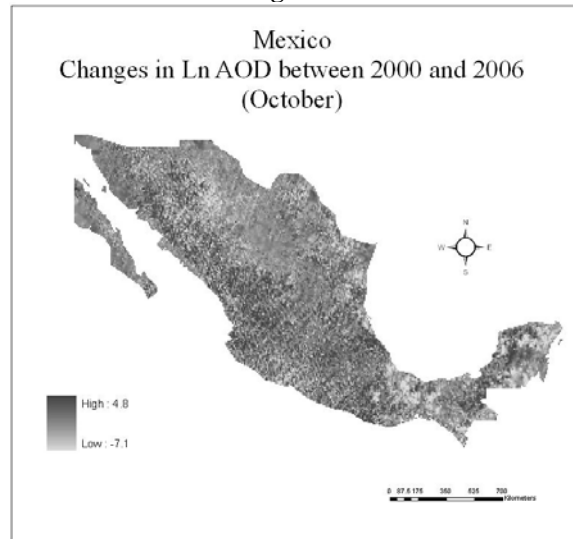 Mexico
Changes in Ln AOD between 2000 and 2006
(October)
N
W E
S
High : 4.8
Low : -7.1
0 87.5 175 350 525 700
Kilometers